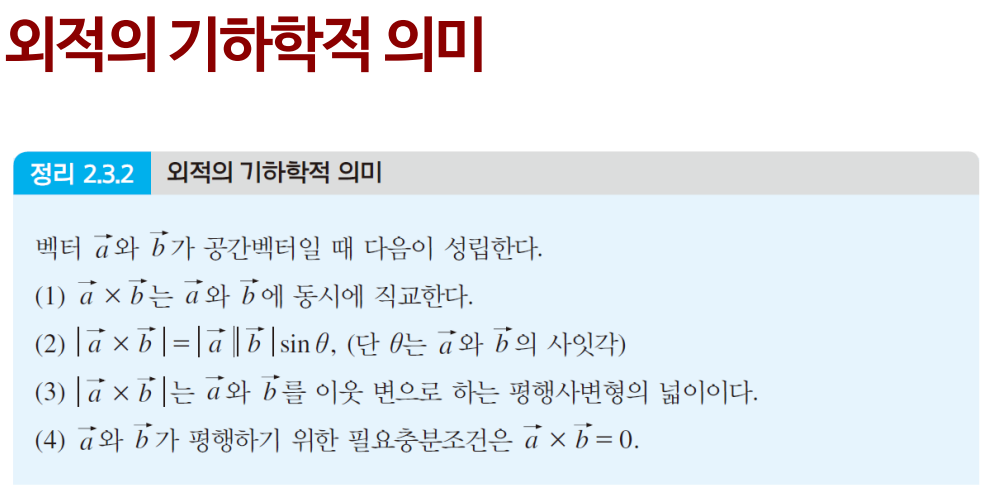 외적의 기하학적 의미
정리 2.3.2 외적의 기하학적 의미
벡터 $\vec{a}$와 $\vec{b}$가 공간벡터일 때 다음이 성립한다.
(1) $\vec{a} \times \vec{b}$는 $\vec{a}$와 $\vec{b}$에 동시에 직교한다.
(2) $|\vec{a} \times \vec{b}| = |\vec{a}||\vec{b}|\sin\theta$, (단 $\theta$는 $\vec{a}$와 $\vec{b}$의 사잇각)
(3) $|\vec{a} \times \vec{b}|$는 $\vec{a}$와 $\vec{b}$를 이웃 변으로 하는 평행사변형의 넓이이다.
(4) $\vec{a}$와 $\vec{b}$가 평행하기 위한 필요충분조건은 $\vec{a} \times \vec{b} = 0$.